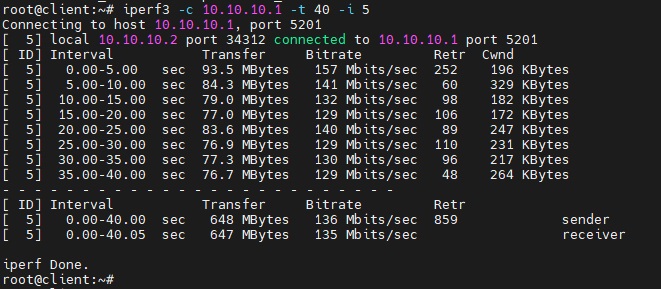 root@client:~# iperf3 -c 10.10.10.1 -t 40 -i 5
Connecting to host 10.10.10.1, port 5201
[  5] local 10.10.10.2 port 34312 connected to 10.10.10.1 port 5201
[ ID] Interval           Transfer     Bitrate         Retr  Cwnd
[  5]   0.00-5.00   sec  93.5 MBytes   157 Mbits/sec  252    196 KBytes
[  5]   5.00-10.00  sec  84.3 MBytes   141 Mbits/sec   60    329 KBytes
[  5]  10.00-15.00  sec  79.0 MBytes   132 Mbits/sec   98    182 KBytes
[  5]  15.00-20.00  sec  77.0 MBytes   129 Mbits/sec  106    172 KBytes
[  5]  20.00-25.00  sec  83.6 MBytes   140 Mbits/sec   89    247 KBytes
[  5]  25.00-30.00  sec  76.9 MBytes   129 Mbits/sec  110    231 KBytes
[  5]  30.00-35.00  sec  77.3 MBytes   130 Mbits/sec   96    217 KBytes
[  5]  35.00-40.00  sec  76.7 MBytes   129 Mbits/sec   48    264 KBytes
- - - - - - - - - - - - - - - - - - - - - - - - -
[ ID] Interval           Transfer     Bitrate         Retr
[  5]   0.00-40.00  sec   648 MBytes   136 Mbits/sec  859             sender
[  5]   0.00-40.05  sec   647 MBytes   135 Mbits/sec                  receiver
iperf Done.
root@client:~#